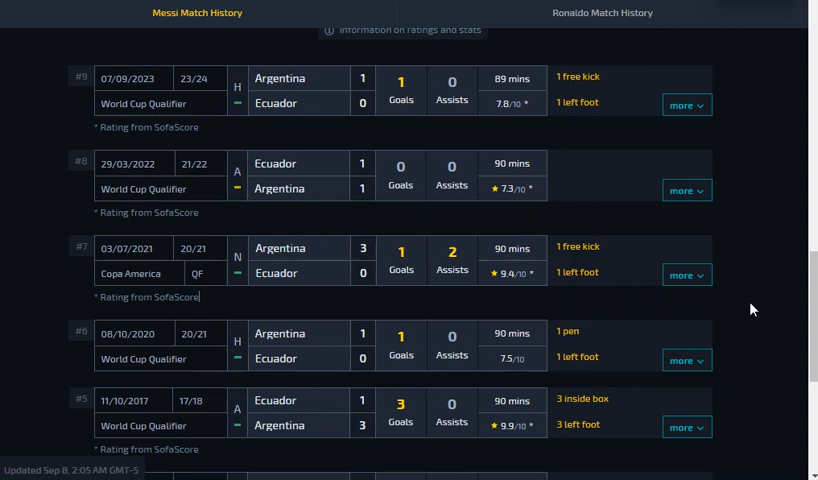 Messi Match History Ronaldo Match History
Information on ratings and stats
#9 07/09/2023 23/24 H Argentina 1 1 Goals 0 Assists 89 mins 1 free kick
World Cup Qualifier Ecuador 0 7.8/10 * 1 left foot more
* Rating from SofaScore
#8 29/03/2022 21/22 A Ecuador 1 0 Goals 0 Assists 90 mins
World Cup Qualifier Argentina 1 7.3/10 * more
* Rating from SofaScore
#7 03/07/2021 20/21 N Argentina 3 1 Goals 2 Assists 90 mins 1 free kick
Copa America QF Ecuador 0 9.4/10 * 1 left foot more
* Rating from SofaScore
#6 08/10/2020 20/21 H Argentina 1 1 Goals 0 Assists 90 mins 1 pen
World Cup Qualifier Ecuador 0 7.5/10 1 left foot more
#5 11/10/2017 17/18 A Ecuador 1 3 Goals 0 Assists 90 mins 3 inside box
World Cup Qualifier Argentina 3 9.9/10 * 3 left foot more
* Rating from SofaScore
Updated Sep 8, 2:05 AM GMT-5